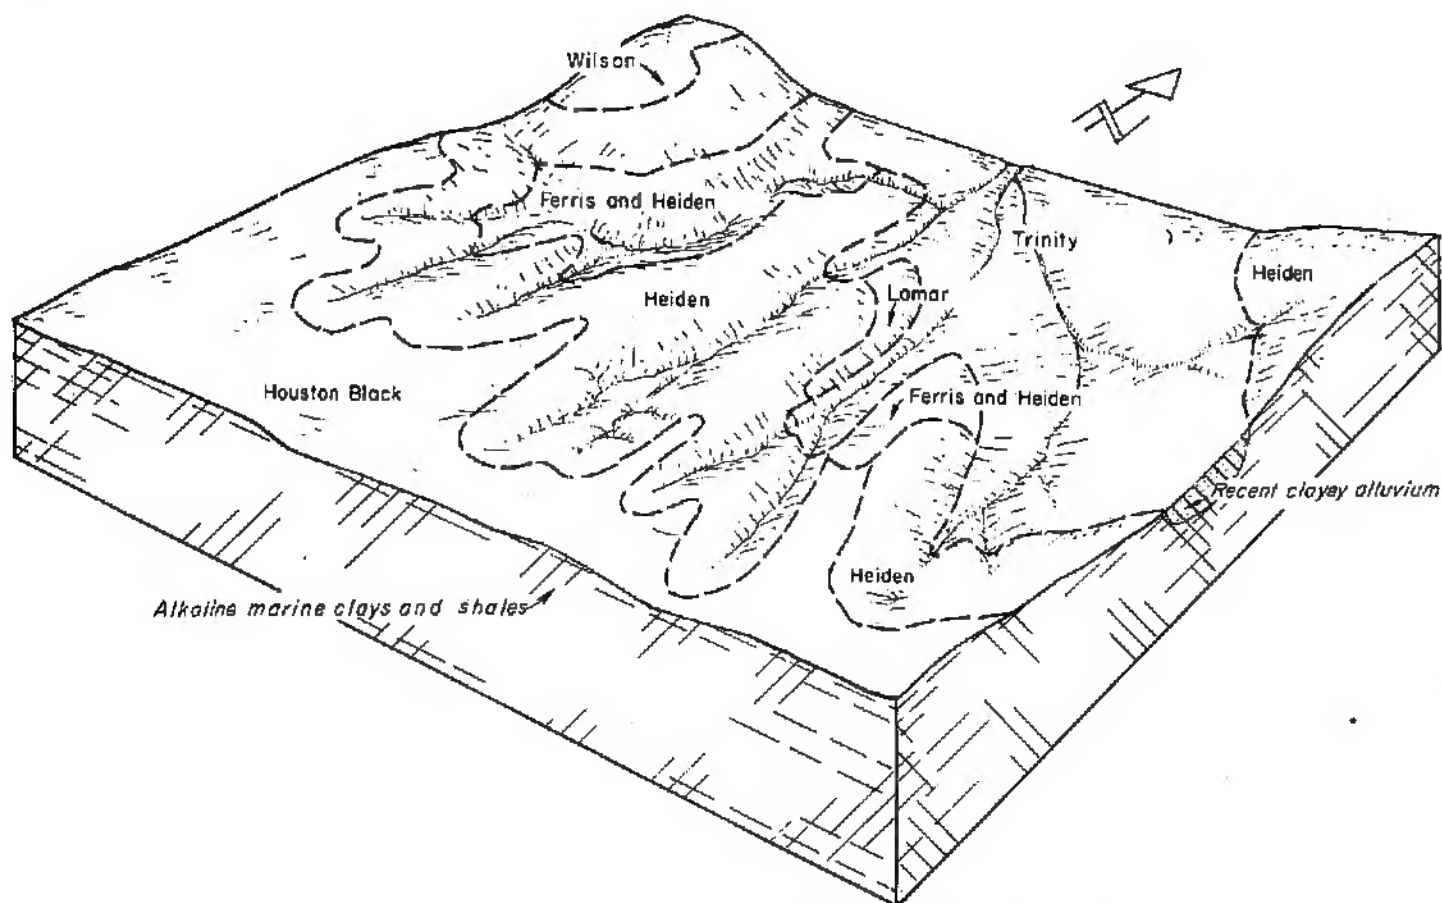 Wilson
Ferris and Heiden
Trinity
Heiden
Heiden
Lamar
Houston Black
Ferris and Heiden
Recent clayey alluvium
Heiden
Alkaline marine clays and shales
N